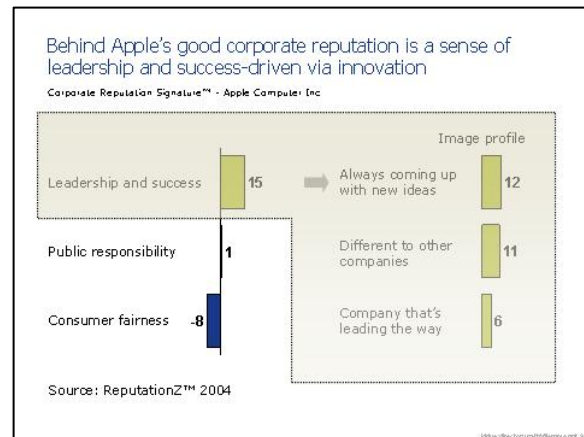 Behind Apple's good corporate reputation is a sense of
leadership and success-driven via innovation
Corporate Reputation Signature™ - Apple Computer Inc
Image profile
Leadership and success 15 Always coming up
with new ideas 12
Public responsibility 1 Different to other
companies 11
Consumer fairness -8 Company that's
leading the way 6
Source: ReputationZ™ 2004